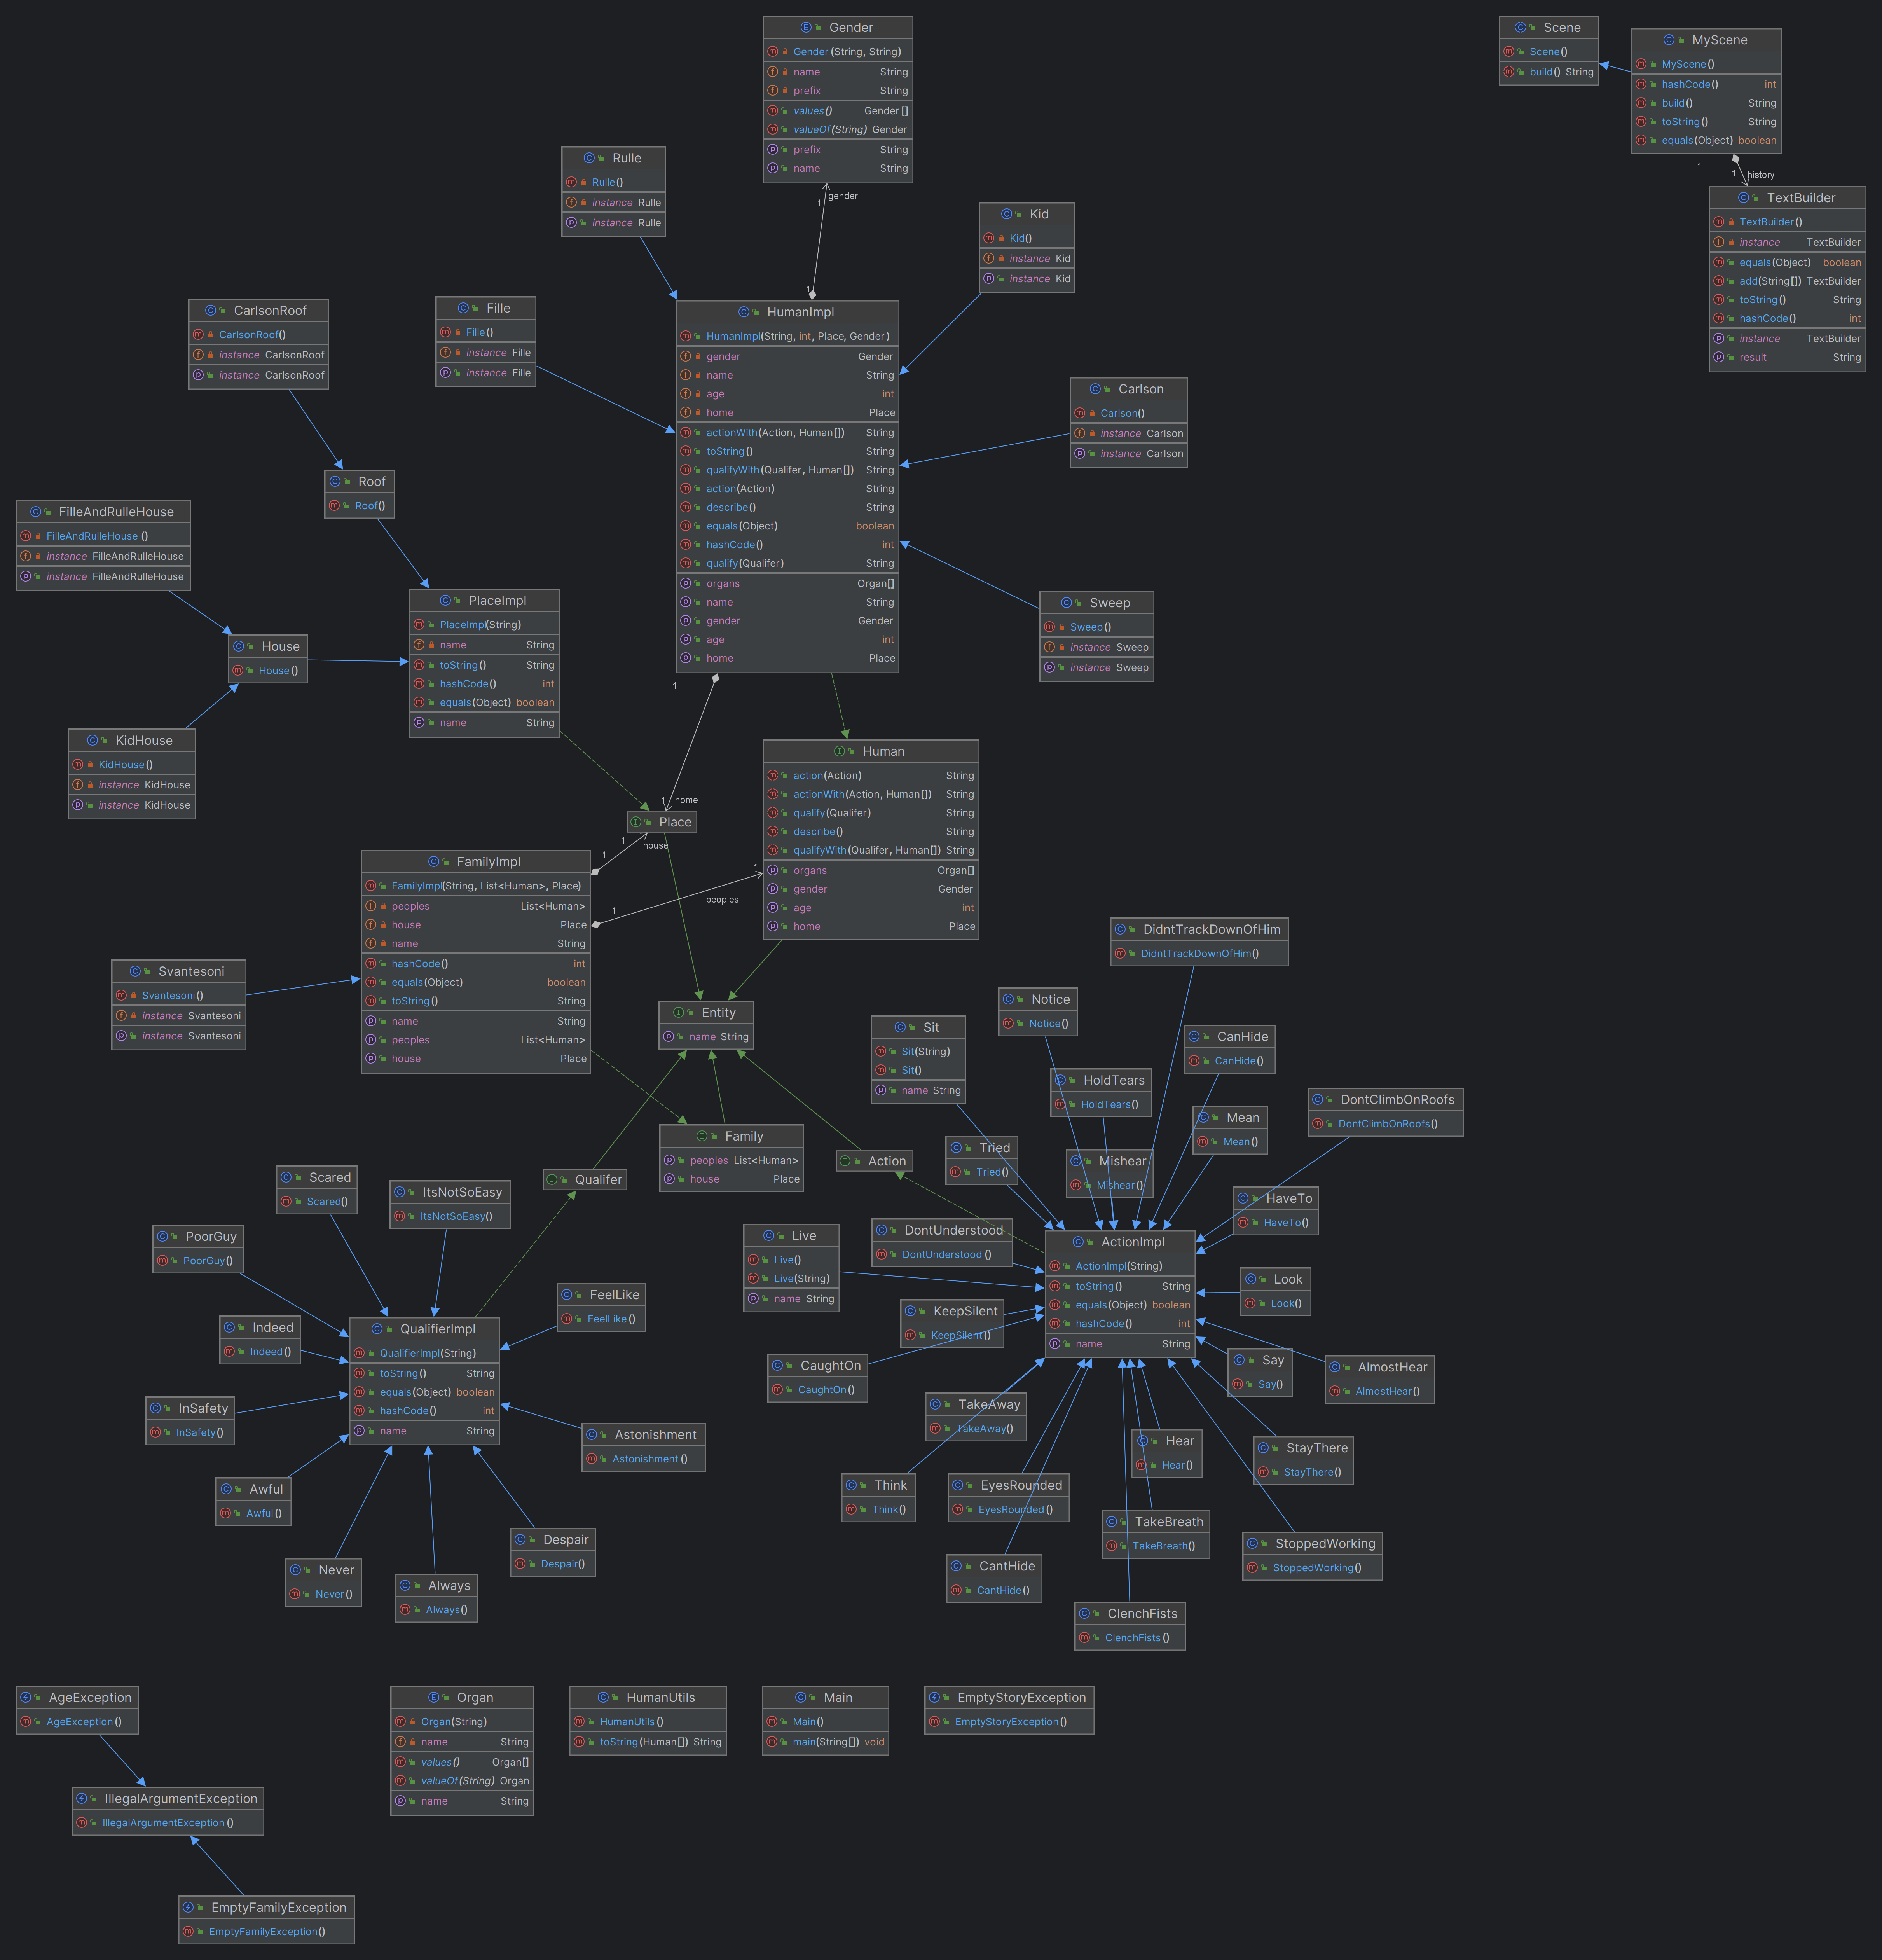 Gender
Gender(String, String)
name String
prefix String
values() Gender[]
valueOf(String) Gender
prefix String
name String
Scene
Scene()
build() String
MyScene
MyScene()
hashCode() int
build() String
toString() String
equals(Object) boolean
1
1
history
TextBuilder
TextBuilder()
instance TextBuilder
equals(Object) boolean
add(String[]) TextBuilder
toString() String
hashCode() int
instance TextBuilder
result String
Rulle
Rulle()
instance Rulle
instance Rulle
1
gender
1
Kid
Kid()
instance Kid
instance Kid
CarlsonRoof
CarlsonRoof()
instance CarlsonRoof
instance CarlsonRoof
Fille
Fille()
instance Fille
instance Fille
HumanImpl
HumanImpl(String, int, Place, Gender)
gender Gender
name String
age int
home Place
actionWith(Action, Human[]) String
toString() String
qualifyWith(Qualifer, Human[]) String
action(Action) String
describe() String
equals(Object) boolean
hashCode() int
qualify(Qualifer) String
organs Organ[]
name String
gender Gender
age int
home Place
Carlson
Carlson()
instance Carlson
instance Carlson
Roof
Roof()
FilleAndRulleHouse
FilleAndRulleHouse()
instance FilleAndRulleHouse
instance FilleAndRulleHouse
PlaceImpl
PlaceImpl(String)
name String
toString() String
hashCode() int
equals(Object) boolean
name String
Sweep
Sweep()
instance Sweep
instance Sweep
House
House()
KidHouse
KidHouse()
instance KidHouse
instance KidHouse
1
1
home
Place
Human
action(Action) String
actionWith(Action, Human[]) String
qualify(Qualifer) String
describe() String
qualifyWith(Qualifer, Human[]) String
organs Organ[]
gender Gender
age int
home Place
1
1
house
1
*
peoples
FamilyImpl
FamilyImpl(String, List<Human>, Place)
peoples List<Human>
house Place
name String
hashCode() int
equals(Object) boolean
toString() String
name String
peoples List<Human>
house Place
Svantesoni
Svantesoni()
instance Svantesoni
instance Svantesoni
Entity
name String
DidntTrackDownOfHim
DidntTrackDownOfHim()
Notice
Notice()
Sit
Sit(String)
Sit()
name String
CanHide
CanHide()
HoldTears
HoldTears()
DontClimbOnRoofs
DontClimbOnRoofs()
Mean
Mean()
Family
peoples List<Human>
house Place
Action
Tried
Tried()
Mishear
Mishear()
Qualifer
Scared
Scared()
ItsNotSoEasy
ItsNotSoEasy()
HaveTo
HaveTo()
PoorGuy
PoorGuy()
Live
Live()
Live(String)
name String
DontUnderstood
DontUnderstood()
ActionImpl
ActionImpl(String)
toString() String
equals(Object) boolean
hashCode() int
name String
Look
Look()
FeelLike
FeelLike()
KeepSilent
KeepSilent()
Indeed
Indeed()
QualifierImpl
QualifierImpl(String)
toString() String
equals(Object) boolean
hashCode() int
name String
CaughtOn
CaughtOn()
Say
Say()
AlmostHear
AlmostHear()
InSafety
InSafety()
TakeAway
TakeAway()
Astonishment
Astonishment()
Hear
Hear()
StayThere
StayThere()
Awful
Awful()
Think
Think()
EyesRounded
EyesRounded()
Despair
Despair()
TakeBreath
TakeBreath()
StoppedWorking
StoppedWorking()
Never
Never()
Always
Always()
CantHide
CantHide()
ClenchFists
ClenchFists()
AgeException
AgeException()
Organ
Organ(String)
name String
values() Organ[]
valueOf(String) Organ
name String
HumanUtils
HumanUtils()
toString(Human[]) String
Main
Main()
main(String[]) void
EmptyStoryException
EmptyStoryException()
IllegalArgumentException
IllegalArgumentException()
EmptyFamilyException
EmptyFamilyException()